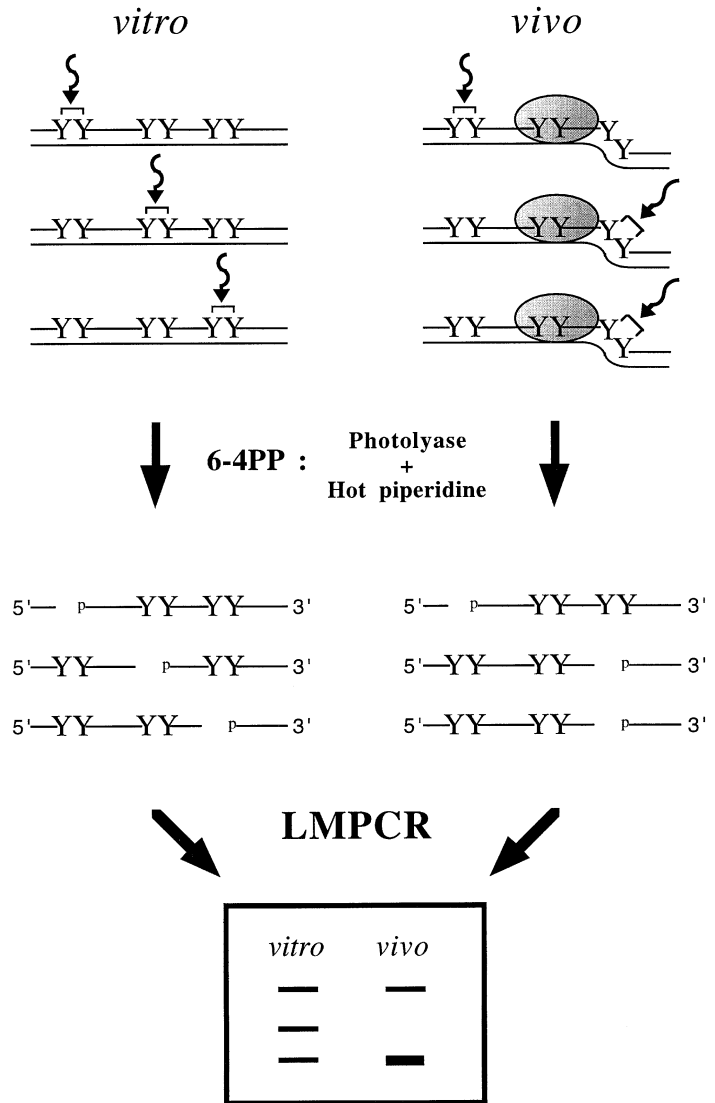 vitro vivo
YY YY YY YY YY Y
Y
YY YY YY YY YY Y
Y
YY YY YY YY YY Y
Y
6-4PP : Photolyase
+
Hot piperidine
5' p YY YY 3' 5' p YY YY 3'
5' YY p YY 3' 5' YY YY p 3'
5' YY YY p 3' 5' YY YY p 3'
LMPCR
vitro vivo